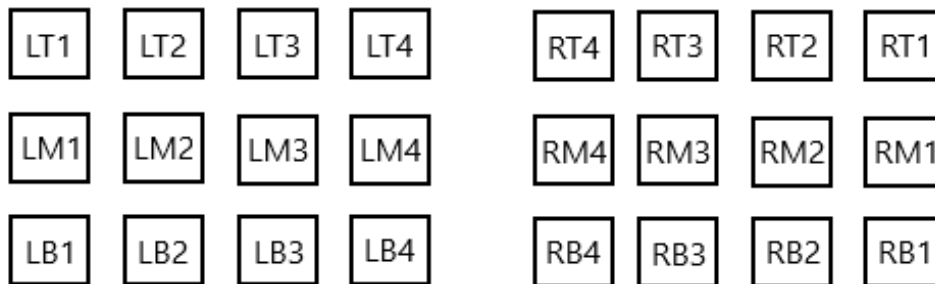 LT1 LT2 LT3 LT4 RT4 RT3 RT2 RT1
LM1 LM2 LM3 LM4 RM4 RM3 RM2 RM1
LB1 LB2 LB3 LB4 RB4 RB3 RB2 RB1